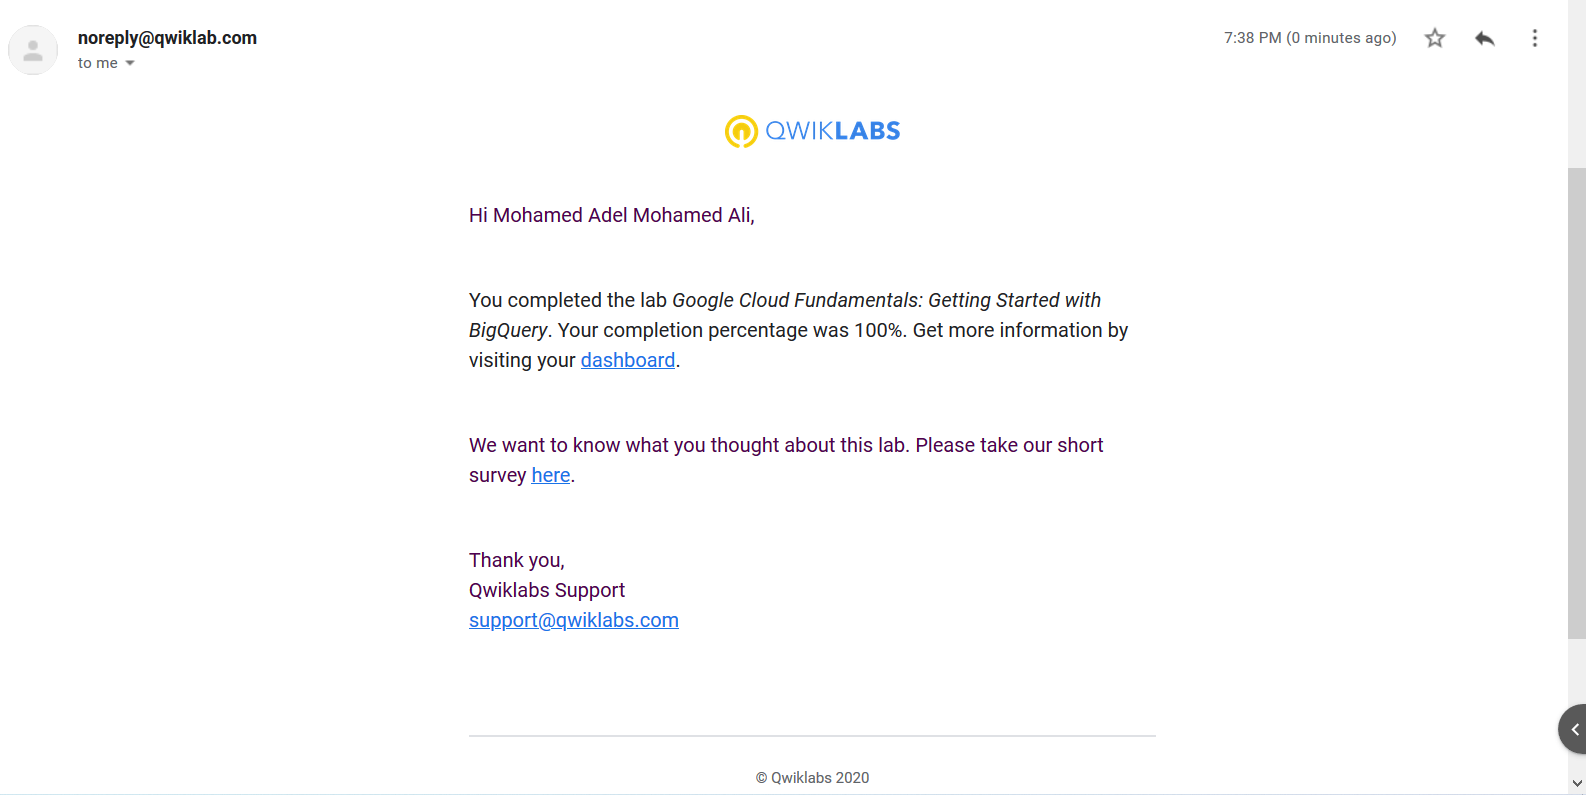 noreply@qwiklab.com
7:38 PM (0 minutes ago)
to me
QWIKLABS
Hi Mohamed Adel Mohamed Ali,
You completed the lab Google Cloud Fundamentals: Getting Started with
BigQuery. Your completion percentage was 100%. Get more information by
visiting your dashboard.
We want to know what you thought about this lab. Please take our short
survey here.
Thank you,
Qwiklabs Support
support@qwiklabs.com
© Qwiklabs 2020